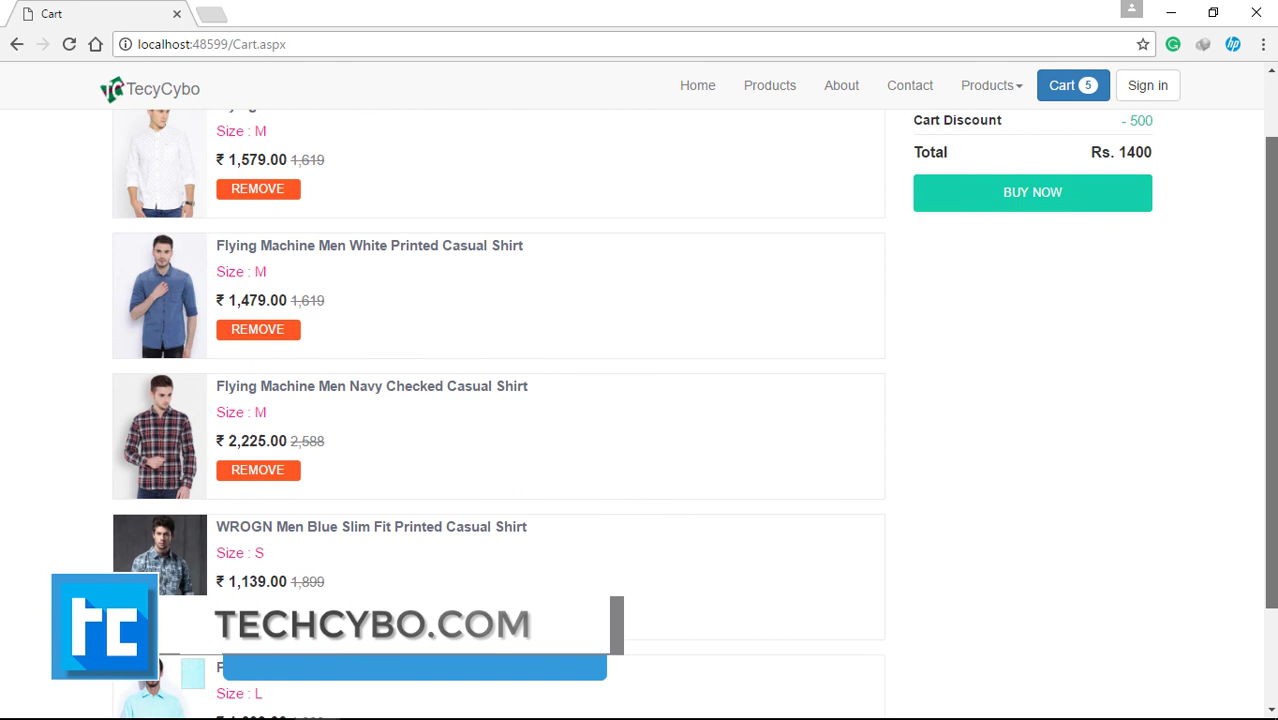 Cart
localhost:48599/Cart.aspx
TecyCybo
Home
Products
About
Contact
Products
Cart 5
Sign in
Size : M
₹ 1,579.00 1,619
REMOVE
Flying Machine Men White Printed Casual Shirt
Size : M
₹ 1,479.00 1,619
REMOVE
Flying Machine Men Navy Checked Casual Shirt
Size : M
₹ 2,225.00 2,588
REMOVE
WROGN Men Blue Slim Fit Printed Casual Shirt
Size : S
₹ 1,139.00 1,899
Size : L
Cart Discount - 500
Total Rs. 1400
BUY NOW
TC
TECHCYBO.COM